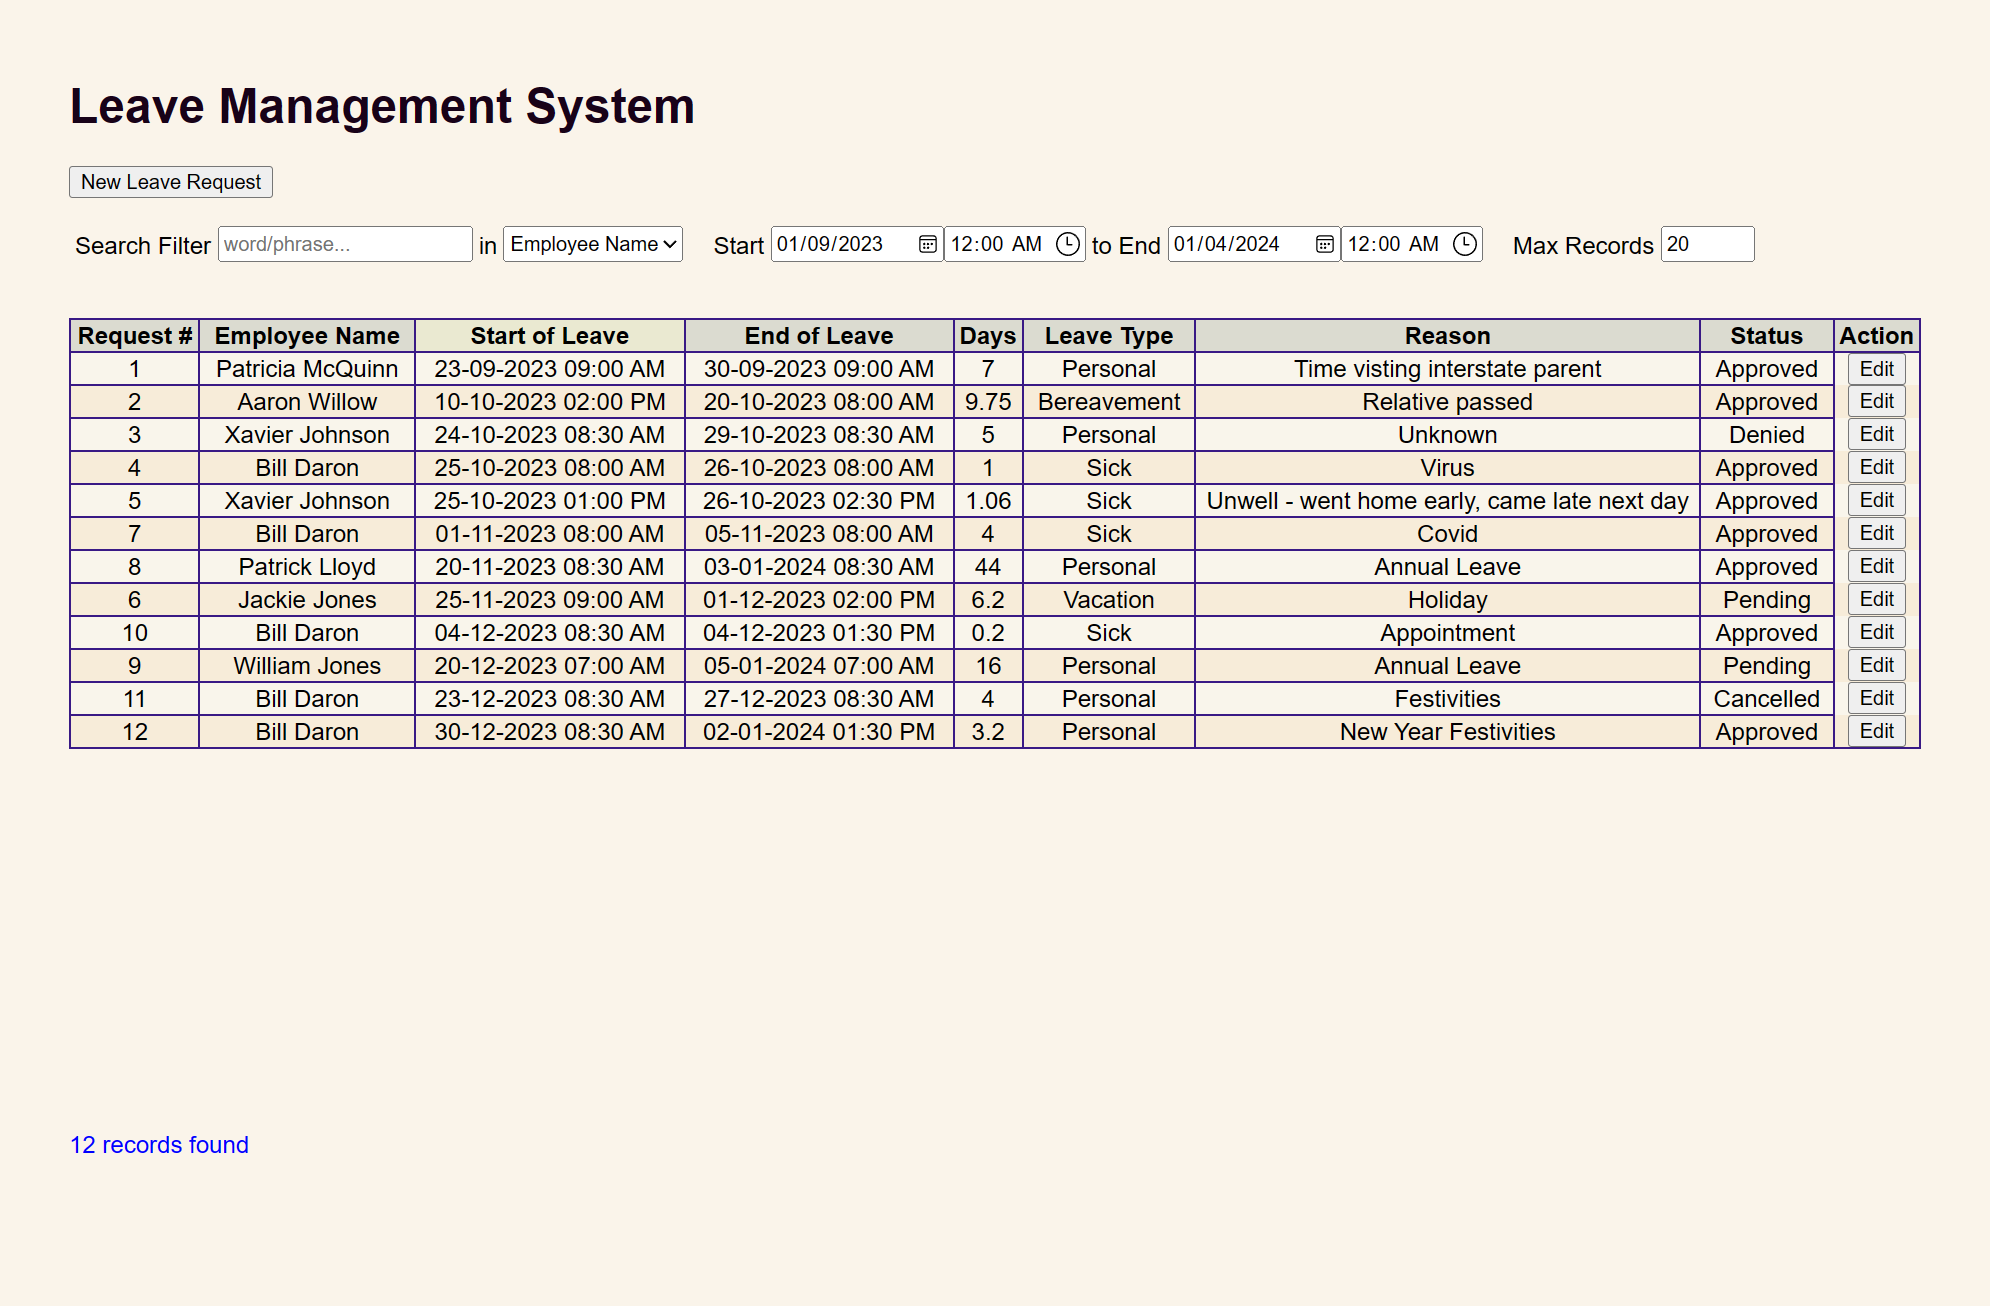 Leave Management System
New Leave Request
Search Filter word/phrase... in Employee Name Start 01/09/2023 12:00 AM to End 01/04/2024 12:00 AM Max Records 20
Request # Employee Name Start of Leave End of Leave Days Leave Type Reason Status Action
1 Patricia McQuinn 23-09-2023 09:00 AM 30-09-2023 09:00 AM 7 Personal Time visting interstate parent Approved Edit
2 Aaron Willow 10-10-2023 02:00 PM 20-10-2023 08:00 AM 9.75 Bereavement Relative passed Approved Edit
3 Xavier Johnson 24-10-2023 08:30 AM 29-10-2023 08:30 AM 5 Personal Unknown Denied Edit
4 Bill Daron 25-10-2023 08:00 AM 26-10-2023 08:00 AM 1 Sick Virus Approved Edit
5 Xavier Johnson 25-10-2023 01:00 PM 26-10-2023 02:30 PM 1.06 Sick Unwell - went home early, came late next day Approved Edit
7 Bill Daron 01-11-2023 08:00 AM 05-11-2023 08:00 AM 4 Sick Covid Approved Edit
8 Patrick Lloyd 20-11-2023 08:30 AM 03-01-2024 08:30 AM 44 Personal Annual Leave Approved Edit
6 Jackie Jones 25-11-2023 09:00 AM 01-12-2023 02:00 PM 6.2 Vacation Holiday Pending Edit
10 Bill Daron 04-12-2023 08:30 AM 04-12-2023 01:30 PM 0.2 Sick Appointment Approved Edit
9 William Jones 20-12-2023 07:00 AM 05-01-2024 07:00 AM 16 Personal Annual Leave Pending Edit
11 Bill Daron 23-12-2023 08:30 AM 27-12-2023 08:30 AM 4 Personal Festivities Cancelled Edit
12 Bill Daron 30-12-2023 08:30 AM 02-01-2024 01:30 PM 3.2 Personal New Year Festivities Approved Edit
12 records found